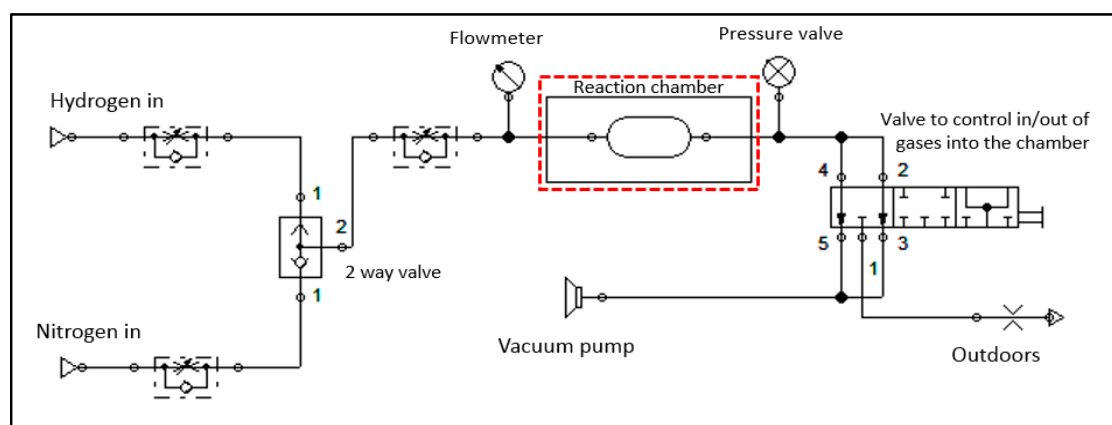 Flowmeter
Pressure valve
Hydrogen in
Reaction chamber
Valve to control in/out of
gases into the chamber
4
2
1
2
5
3
2 way valve
1
1
Nitrogen in
Vacuum pump
Outdoors